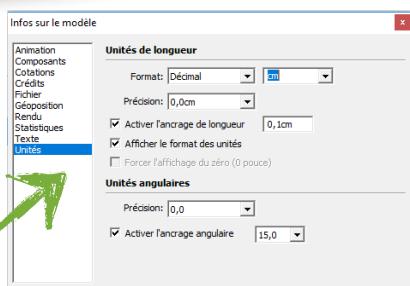 Infos sur le modèle
x
Animation
Composants
Cotations
Crédits
Fichier
Géoposition
Rendu
Statistiques
Texte
Unités
Unités de longueur
Format: Décimal cm
Précision: 0,0cm
Activer l'ancrage de longueur 0,1cm
Afficher le format des unités
Forcer l'affichage du zéro (0 pouce)
Unités angulaires
Précision: 0,0
Activer l'ancrage angulaire 15,0